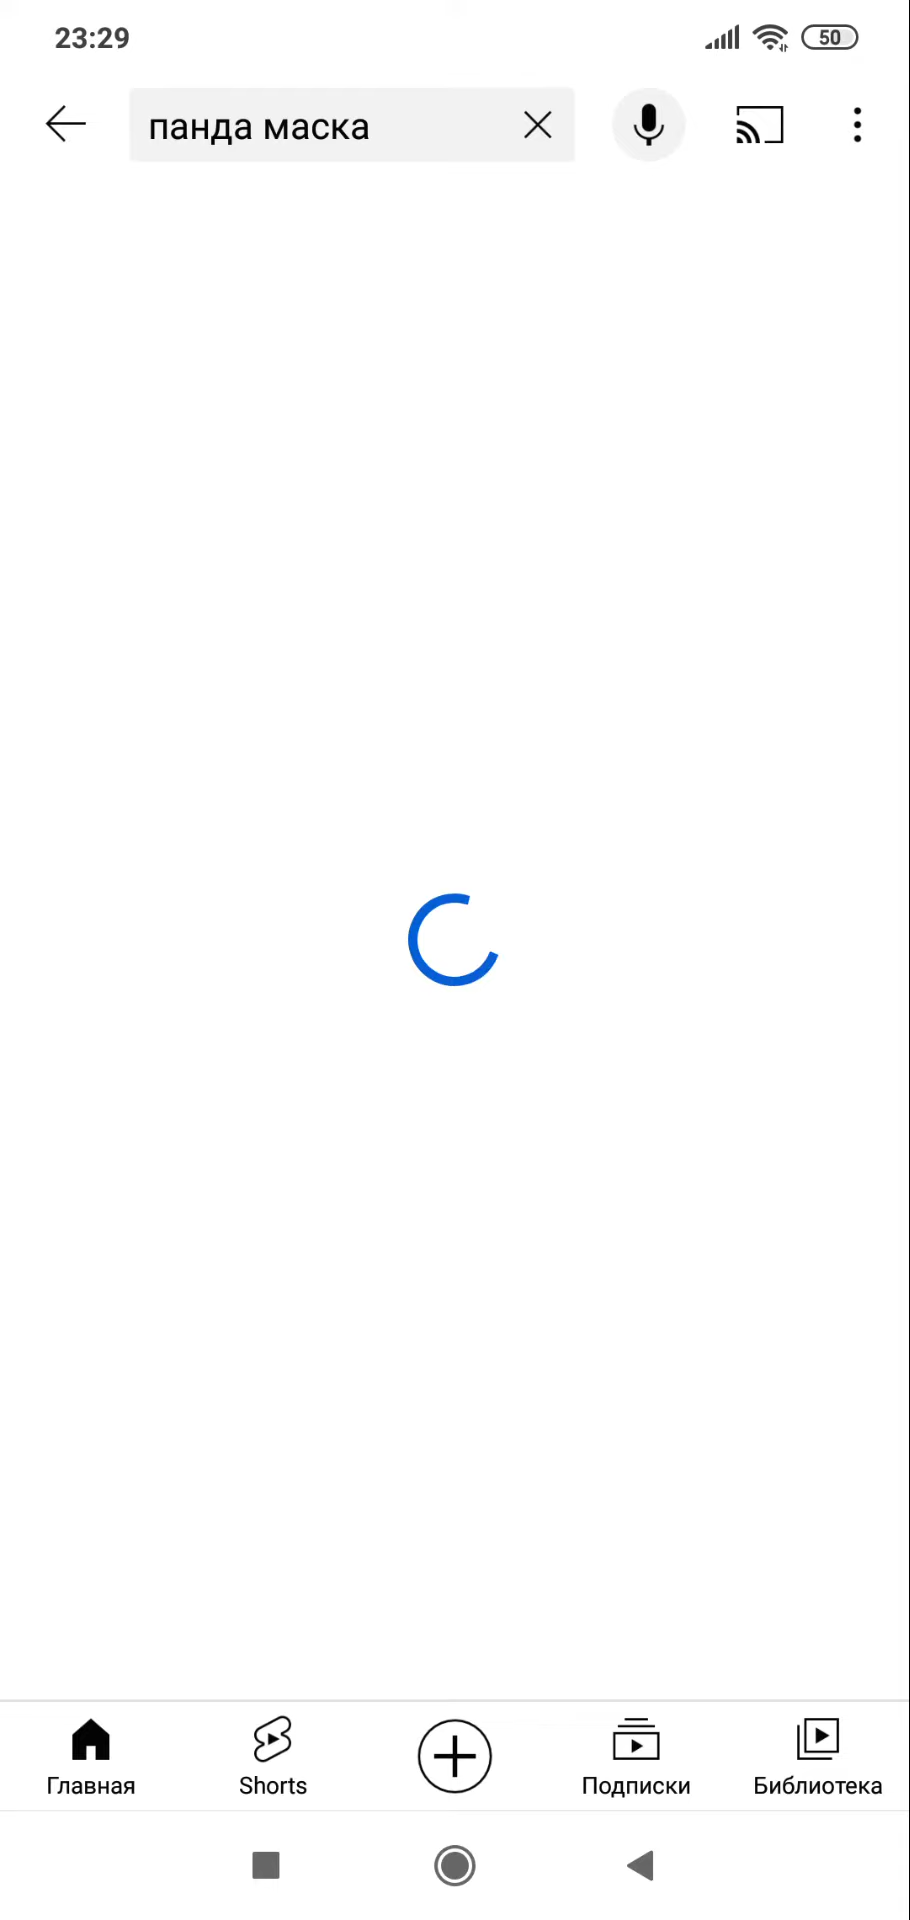 23:29
50
панда маска
Главная
Shorts
Подписки
Библиотека